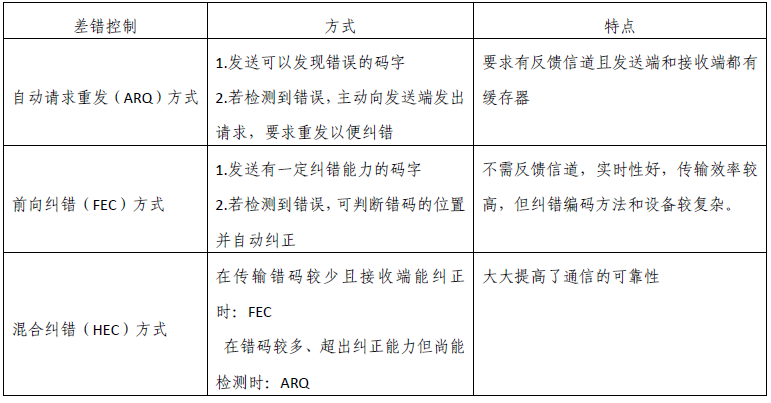 差错控制
方式
特点
自动请求重发（ARQ）方式
1.发送可以发现错误的码字
2.若检测到错误，主动向发送端发出
请求，要求重发以便纠错
要求有反馈信道且发送端和接收端都有
缓存器
前向纠错（FEC）方式
1.发送有一定纠错能力的码字
2.若检测到错误，可判断错码的位置
并自动纠正
不需反馈信道，实时性好，传输效率较
高，但纠错编码方法和设备较复杂。
混合纠错（HEC）方式
在传输错码较少且接收端能纠正
时：FEC
在错码较多、超出纠正能力但尚能
检测时：ARQ
大大提高了通信的可靠性